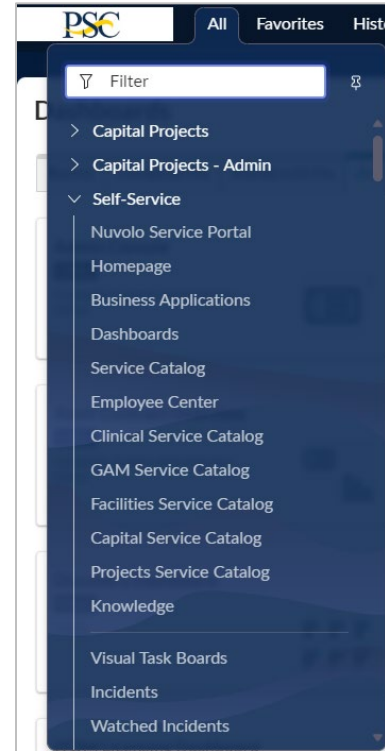 PSC
All Favorites Hist
Filter
Capital Projects
Capital Projects - Admin
Self-Service
Nuvolo Service Portal
Homepage
Business Applications
Dashboards
Service Catalog
Employee Center
Clinical Service Catalog
GAM Service Catalog
Facilities Service Catalog
Capital Service Catalog
Projects Service Catalog
Knowledge
Visual Task Boards
Incidents
Watched Incidents